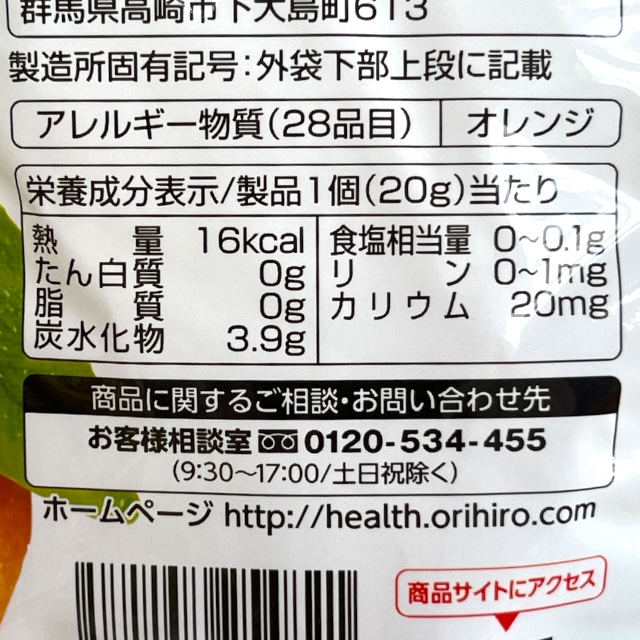 群馬県高崎市下大島町613
製造所固有記号:外袋下部上段に記載
アレルギー物質(28品目) オレンジ
栄養成分表示/製品1個(20g)当たり
熱量 16kcal 食塩相当量 0~0.1g
たん白質 0g リン 0~1mg
脂質 0g カリウム 20mg
炭水化物 3.9g
商品に関するご相談・お問い合わせ先
お客様相談室 0120-534-455
(9:30~17:00/土日祝除く)
ホームページ http://health.orihiro.com
商品サイトにアクセス